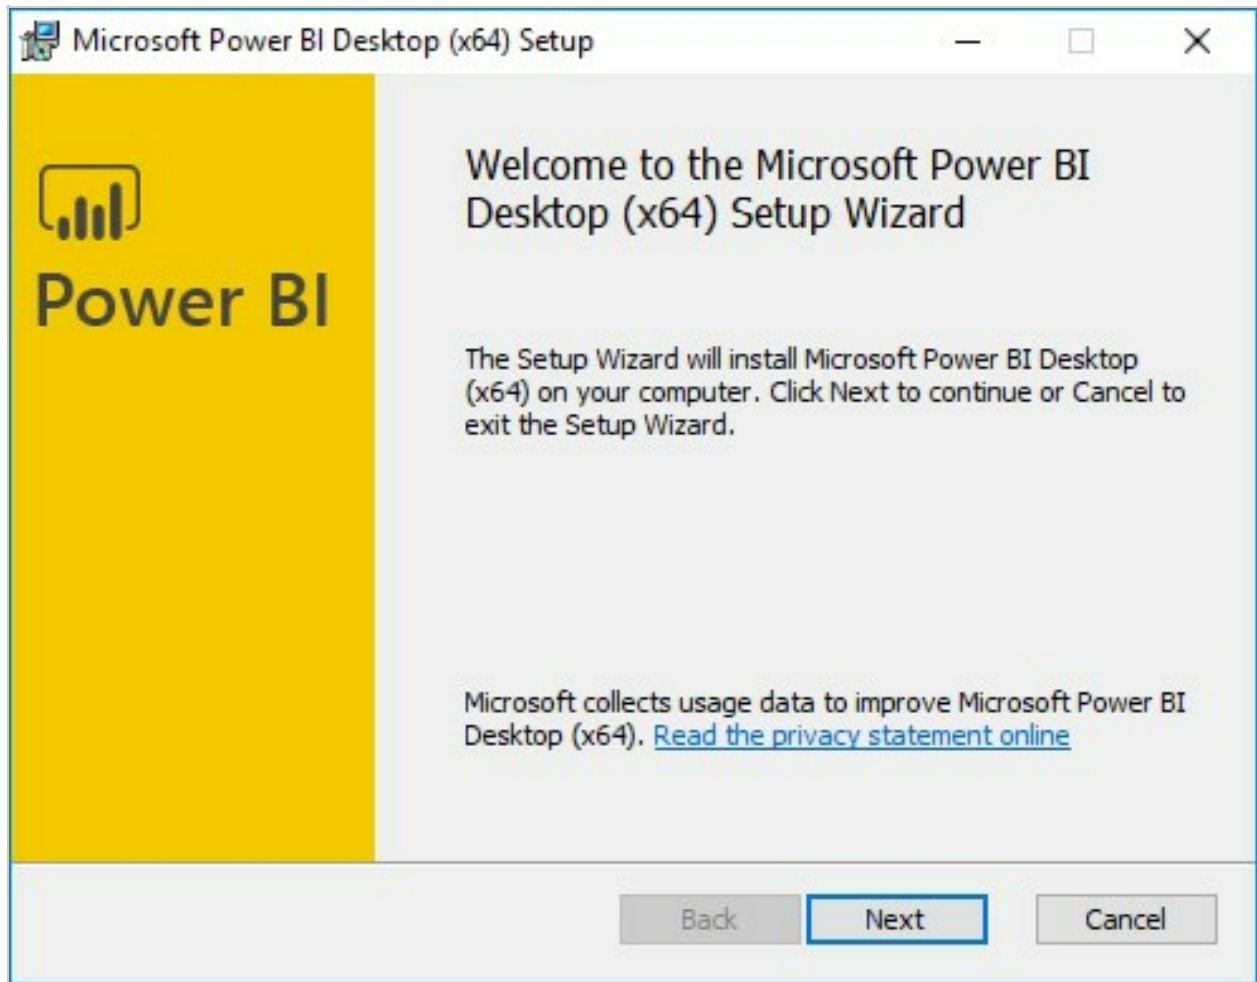 Microsoft Power BI Desktop (x64) Setup
Power BI
Welcome to the Microsoft Power BI
Desktop (x64) Setup Wizard
The Setup Wizard will install Microsoft Power BI Desktop
(x64) on your computer. Click Next to continue or Cancel to
exit the Setup Wizard.
Microsoft collects usage data to improve Microsoft Power BI
Desktop (x64). Read the privacy statement online
Back Next Cancel